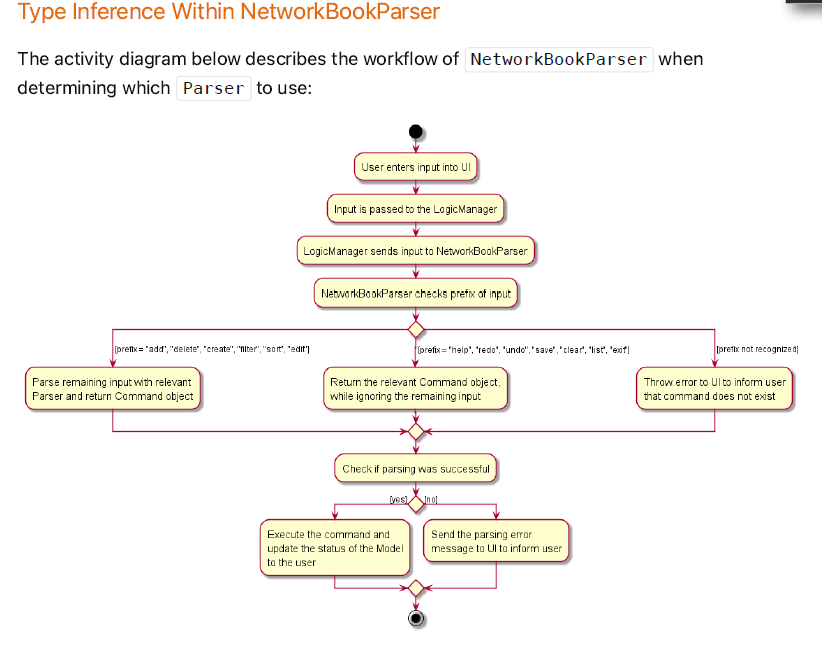 Type Inference Within NetworkBookParser
The activity diagram below describes the workflow of NetworkBookParser when
determining which Parser to use:
User enters input into UI
Input is passed to the LogicManager
LogicManager sends input to NetworkBookParser
NetworkBookParser checks prefix of input
[prefix = "add", "delete", "create", "filter", "sort", "edit"]
[prefix = "help", "redo", "undo", "save", "clear", "list", "exit"]
[prefix not recognized]
Parse remaining input with relevant
Parser and return Command object
Return the relevant Command object,
while ignoring the remaining input
Throw error to UI to inform user
that command does not exist
Check if parsing was successful
[yes]
[no]
Execute the command and
update the status of the Model
to the user
Send the parsing error
message to UI to inform user